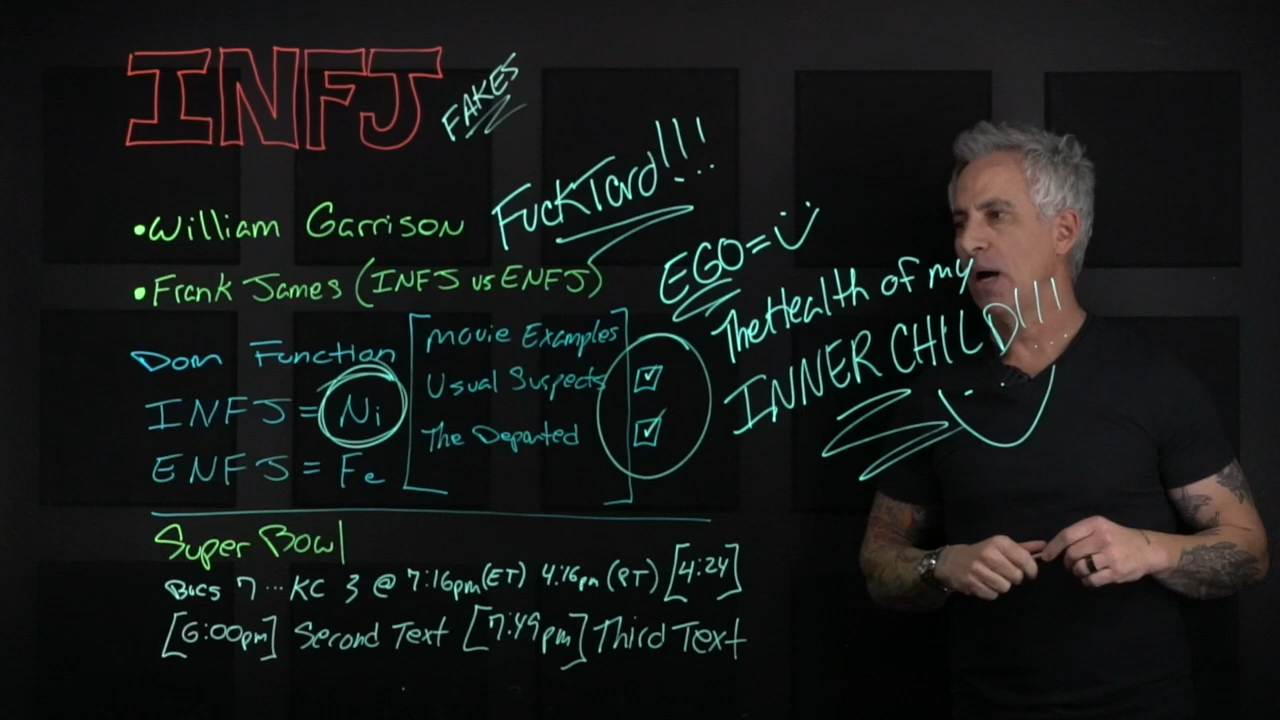 INFJ
FAKES
•William Garrison
FuckTard!!!
•Frank James (INFJ vs ENFJ)
EGO=
The Health of my
INNER CHILD!!!
Dom Function
INFJ = Ni
ENFJ = Fe
Movie Examples
Usual Suspects
The Departed
Super Bowl
Bucs 7 ... KC 3 @ 7:16pm (ET) 4:16pm (PT) [4:24]
[6:00pm] Second Text [7:49pm] Third Text